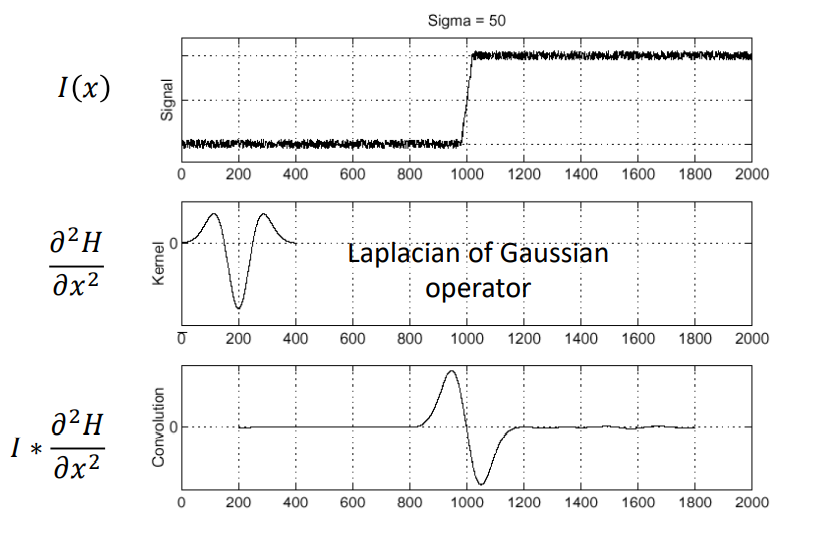 Sigma = 50
I(x)
Signal
0 200 400 600 800 1000 1200 1400 1600 1800 2000
∂²H
∂x²
Kernel
0
Laplacian of Gaussian
operator
0 200 400 600 800 1000 1200 1400 1600 1800 2000
I ∗ ∂²H
∂x²
Convolution
0
0 200 400 600 800 1000 1200 1400 1600 1800 2000